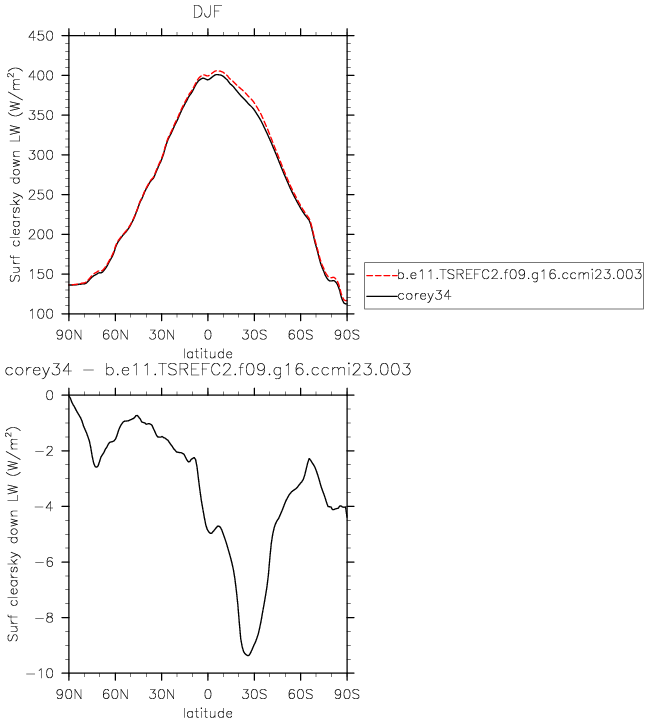 DJF
Surf clearsky down LW (W/m²)
450
400
350
300
250
200
150
100
90N 60N 30N 0 30S 60S 90S
latitude
b.e11.TSREFC2.f09.g16.ccmi23.003
corey34
corey34 − b.e11.TSREFC2.f09.g16.ccmi23.003
Surf clearsky down LW (W/m²)
0
−2
−4
−6
−8
−10
90N 60N 30N 0 30S 60S 90S
latitude